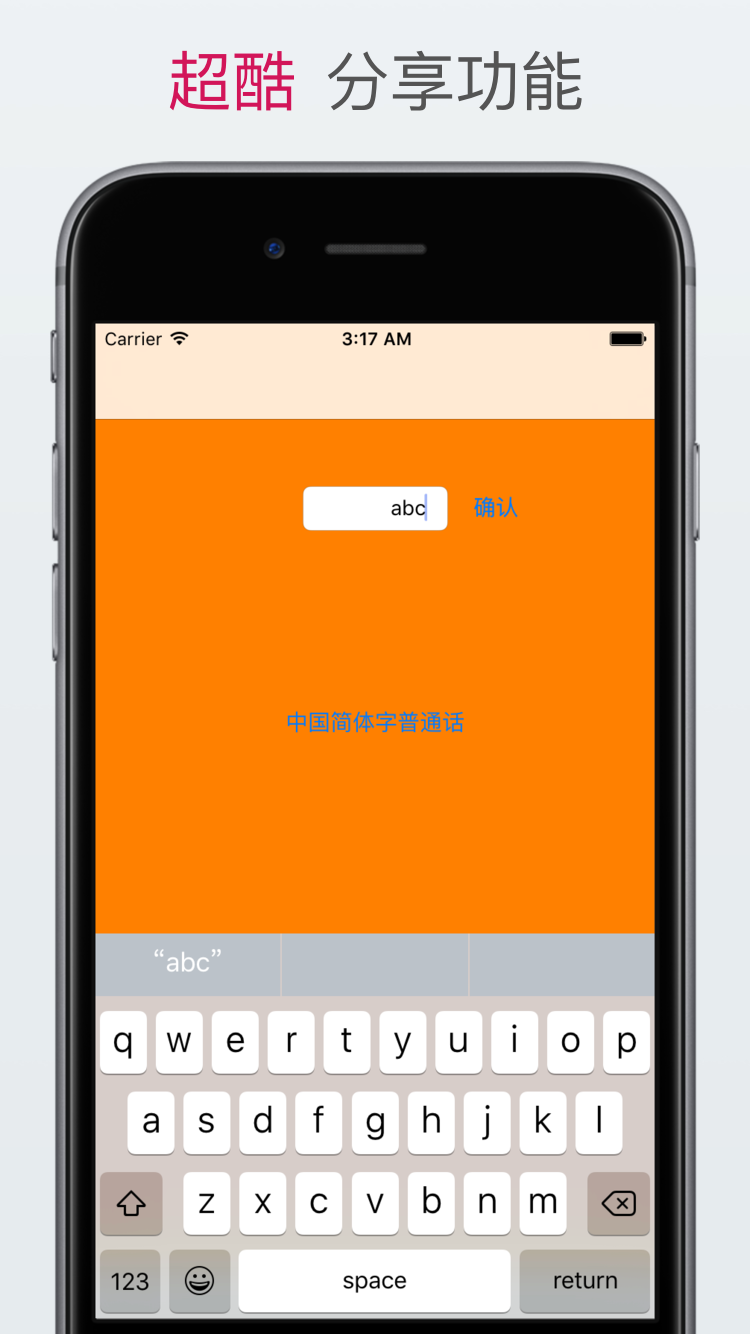 超酷 分享功能
Carrier 3:17 AM
abc 确认
中国简体字普通话
“abc”
q w e r t y u i o p
a s d f g h j k l
z x c v b n m
123 space return